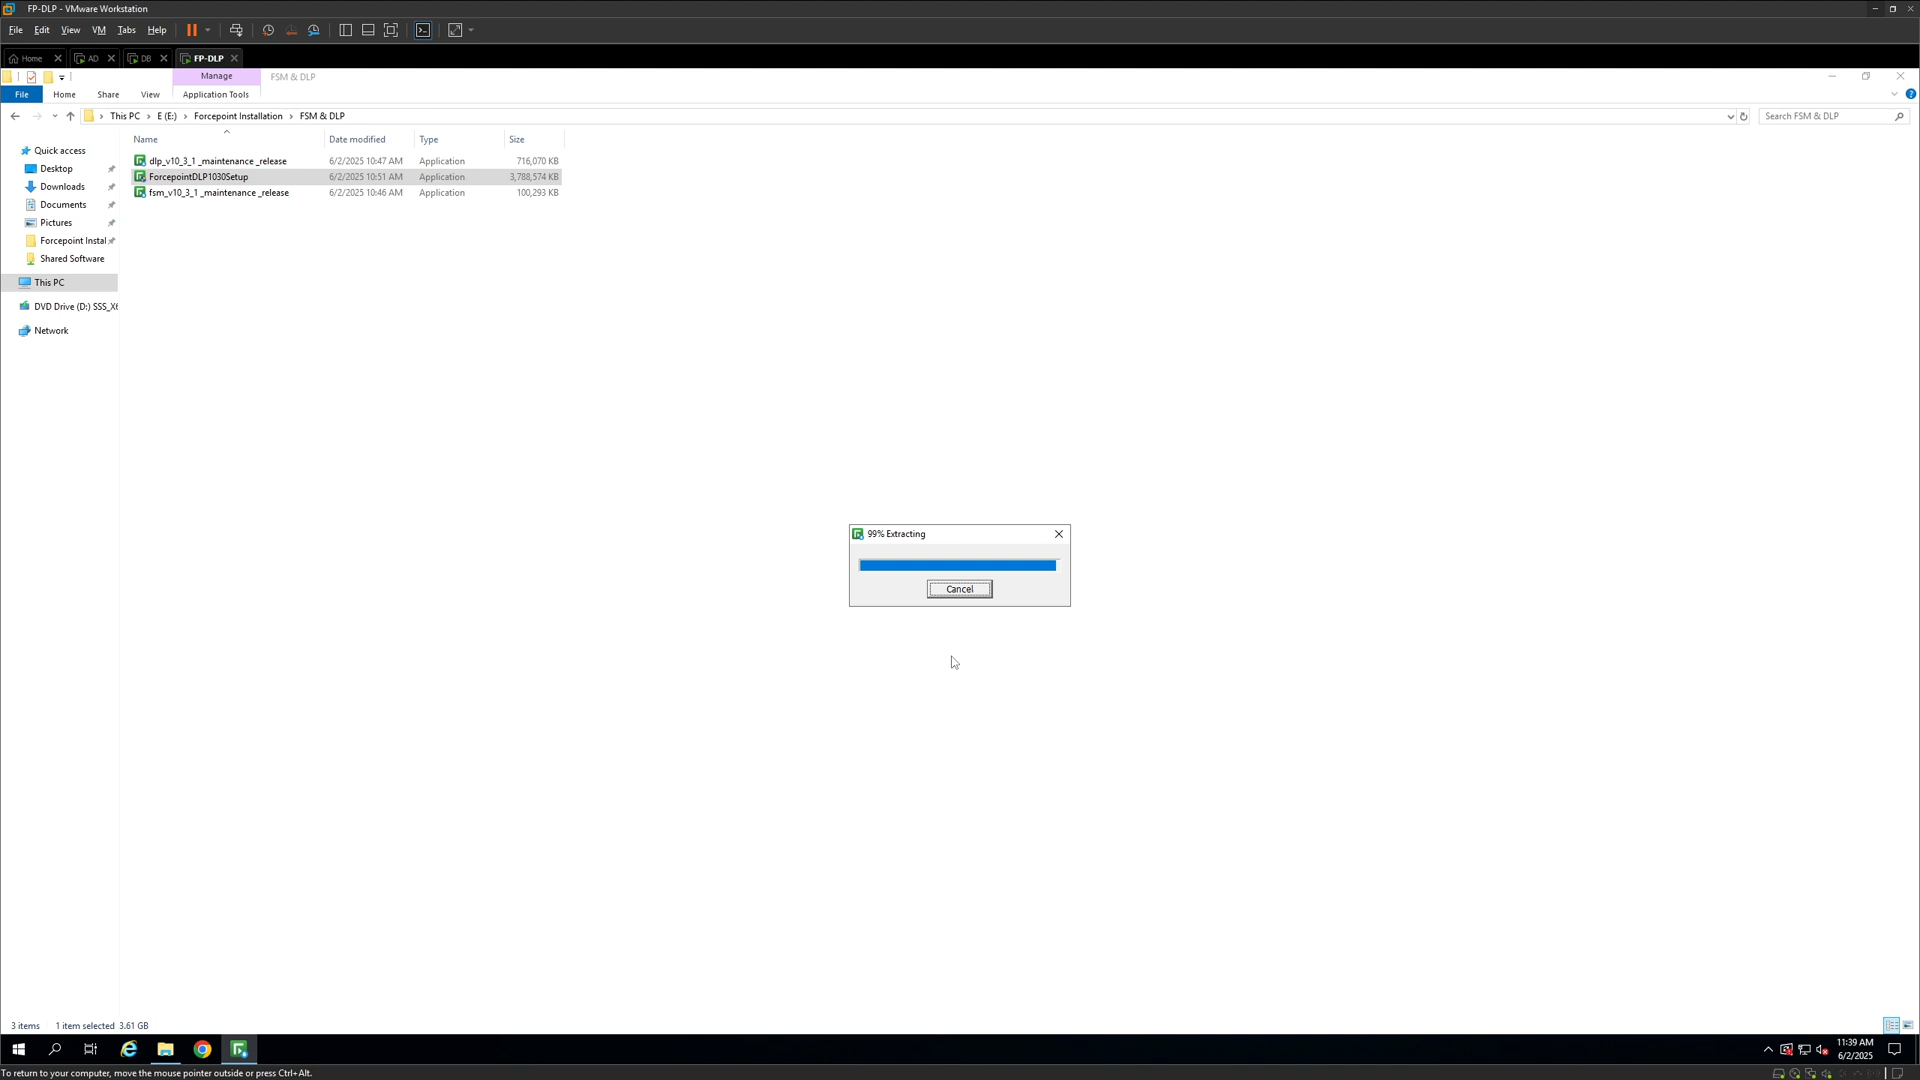 FP-DLP - VMware Workstation
File Edit View VM Tabs Help
Home AD DB FP-DLP
Manage FSM & DLP
File Home Share View Application Tools
This PC E (E:) Forcepoint Installation FSM & DLP Search FSM & DLP
Name Date modified Type Size
Quick access
Desktop
Downloads
Documents
Pictures
Forcepoint Instal
Shared Software
This PC
DVD Drive (D:) SSS_X6
Network
dlp_v10_3_1 _maintenance _release 6/2/2025 10:47 AM Application 716,070 KB
ForcepointDLP1030Setup 6/2/2025 10:51 AM Application 3,788,574 KB
fsm_v10_3_1 _maintenance _release 6/2/2025 10:46 AM Application 100,293 KB
99% Extracting
Cancel
3 items 1 item selected 3.61 GB
11:39 AM
6/2/2025
To return to your computer, move the mouse pointer outside or press Ctrl+Alt.